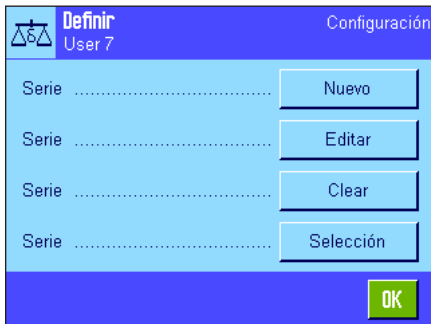 Definir
Configuración
User 7
Serie .................................... Nuevo
Serie .................................... Editar
Serie .................................... Clear
Serie .................................... Selección
OK